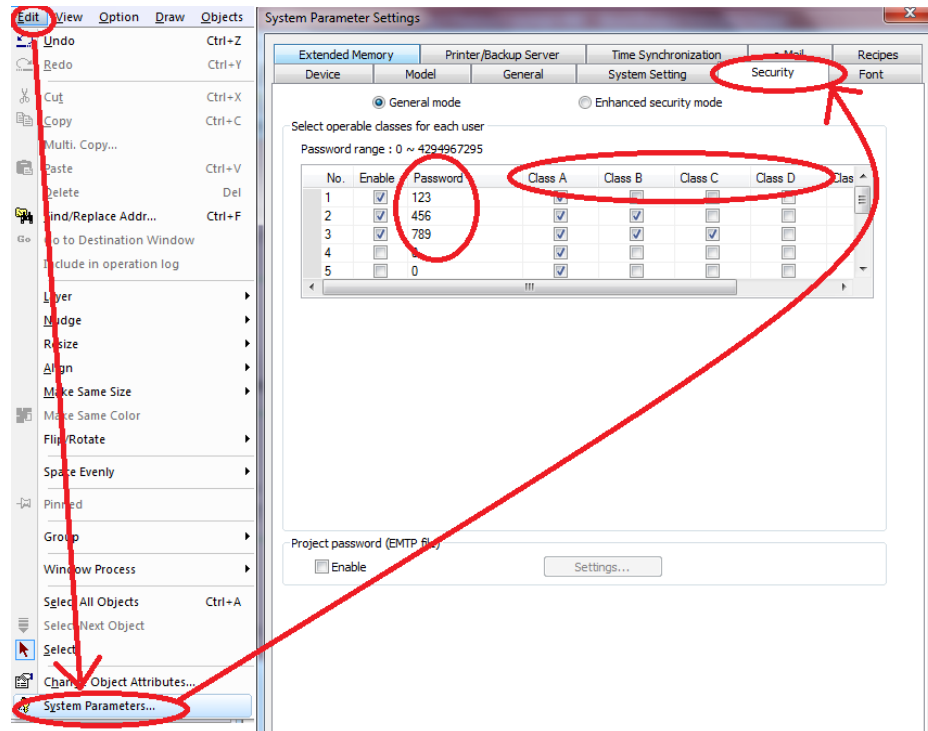 Edit View Option Draw Objects
Undo Ctrl+Z
Redo Ctrl+Y
Cut Ctrl+X
Copy Ctrl+C
Multi. Copy...
Paste Ctrl+V
Delete Del
Find/Replace Addr... Ctrl+F
Go Go to Destination Window
Include in operation log
Layer
Nudge
Resize
Align
Make Same Size
Make Same Color
Flip/Rotate
Space Evenly
Pinned
Group
Window Process
Select All Objects Ctrl+A
Select Next Object
Select
Change Object Attributes...
System Parameters...
System Parameter Settings
Extended Memory Printer/Backup Server Time Synchronization e-Mail Recipes
Device Model General System Setting Security Font
General mode Enhanced security mode
Select operable classes for each user
Password range : 0 ~ 4294967295
No. Enable Password Class A Class B Class C Class D Clas
1 123
2 456
3 789
4 0
5 0
Project password (EMTP file)
Enable Settings...